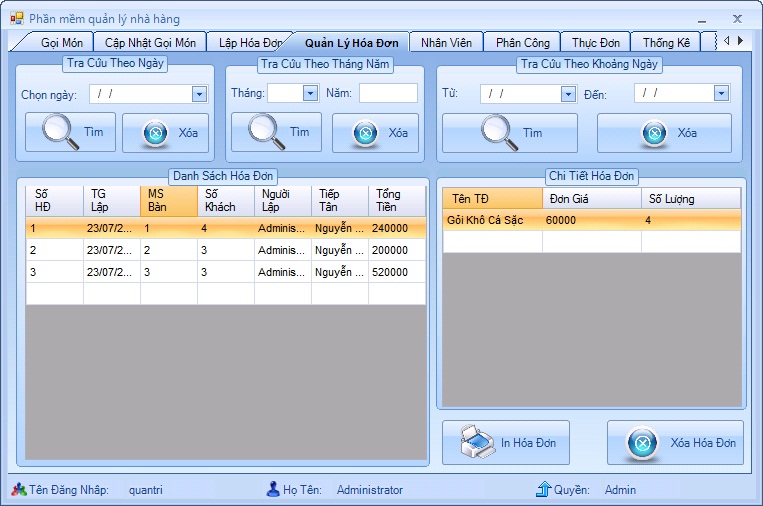 Phần mềm quản lý nhà hàng
Gọi Món Cập Nhật Gọi Món Lập Hóa Đơn Quản Lý Hóa Đơn Nhân Viên Phân Công Thực Đơn Thống Kê
Tra Cứu Theo Ngày Tra Cứu Theo Tháng Năm Tra Cứu Theo Khoảng Ngày
Chọn ngày: / / Tháng: Năm: Từ: / / Đến: / /
Tìm Xóa Tìm Xóa Tìm Xóa
Danh Sách Hóa Đơn Chi Tiết Hóa Đơn
Số HĐ TG Lập MS Bàn Số Khách Người Lập Tiếp Tân Tổng Tiền
1 23/07/2... 1 4 Adminis... Nguyễn ... 240000
2 23/07/2... 2 3 Adminis... Nguyễn ... 200000
3 23/07/2... 3 3 Adminis... Nguyễn ... 520000
Tên TĐ Đơn Giá Số Lượng
Gỏi Khô Cá Sặc 60000 4
In Hóa Đơn Xóa Hóa Đơn
Tên Đăng Nhập: quantri Họ Tên: Administrator Quyền: Admin